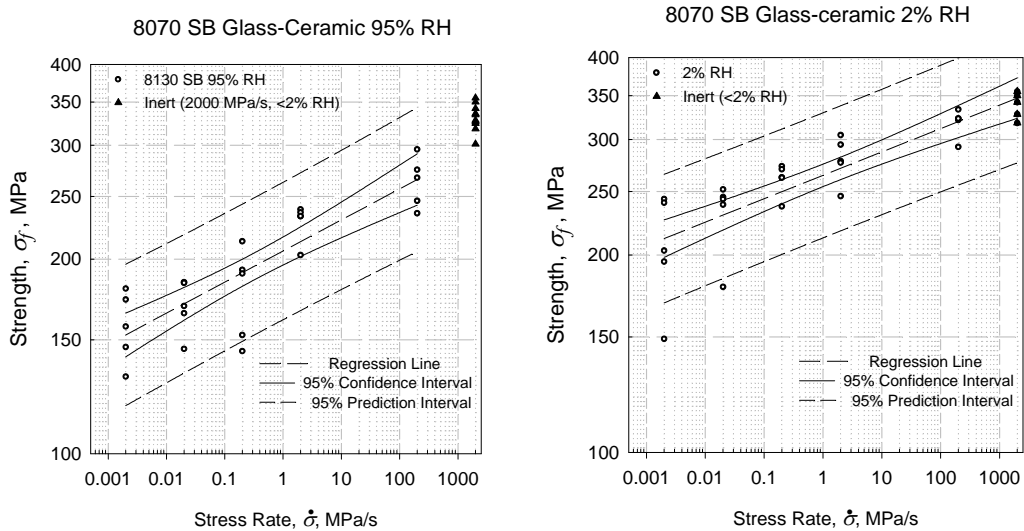 8070 SB Glass-Ceramic 95% RH
400
350
300
250
200
150
100
Strength, σf, MPa
8130 SB 95% RH
Inert (2000 MPa/s, <2% RH)
Regression Line
95% Confidence Interval
95% Prediction Interval
0.001 0.01 0.1 1 10 100 1000
Stress Rate, σ̇, MPa/s
8070 SB Glass-ceramic 2% RH
400
350
300
250
200
150
100
Strength, σf, MPa
2% RH
Inert (<2% RH)
Regression Line
95% Confidence Interval
95% Prediction Interval
0.001 0.01 0.1 1 10 100 1000
Stress Rate, σ̇, MPa/s